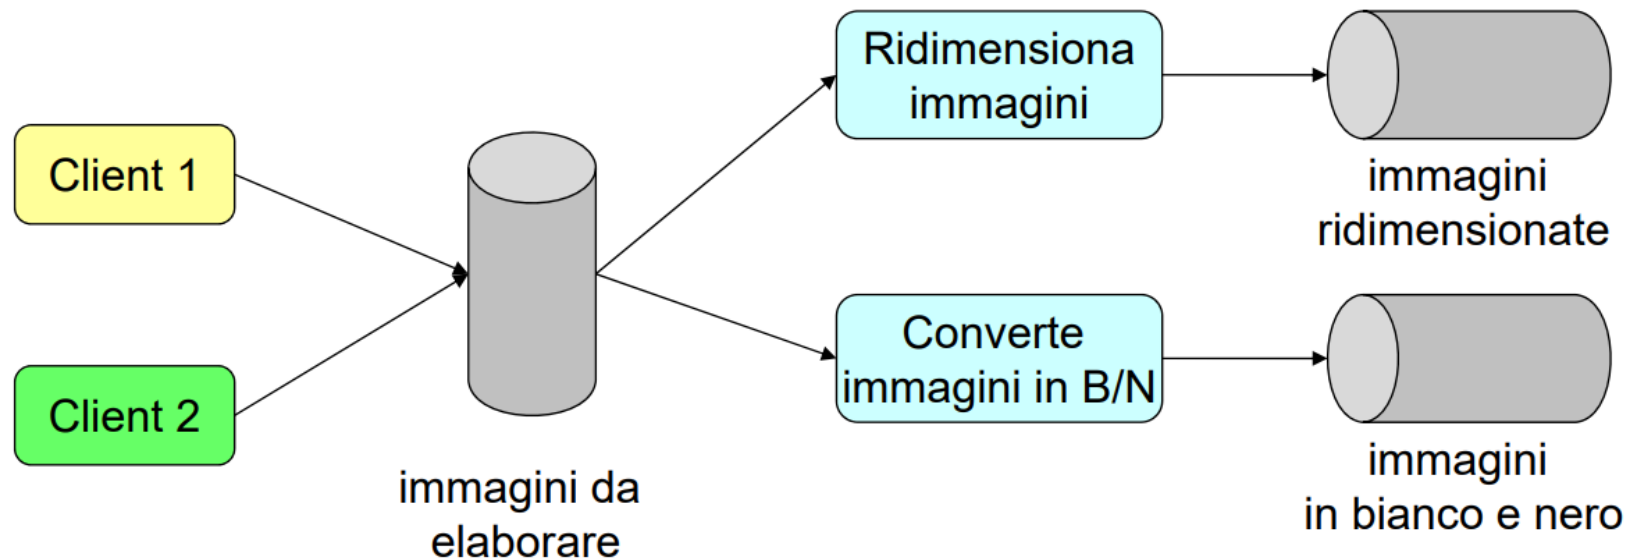 Client 1
Client 2
immagini da
elaborare
Ridimensiona
immagini
Converte
immagini in B/N
immagini
ridimensionate
immagini
in bianco e nero